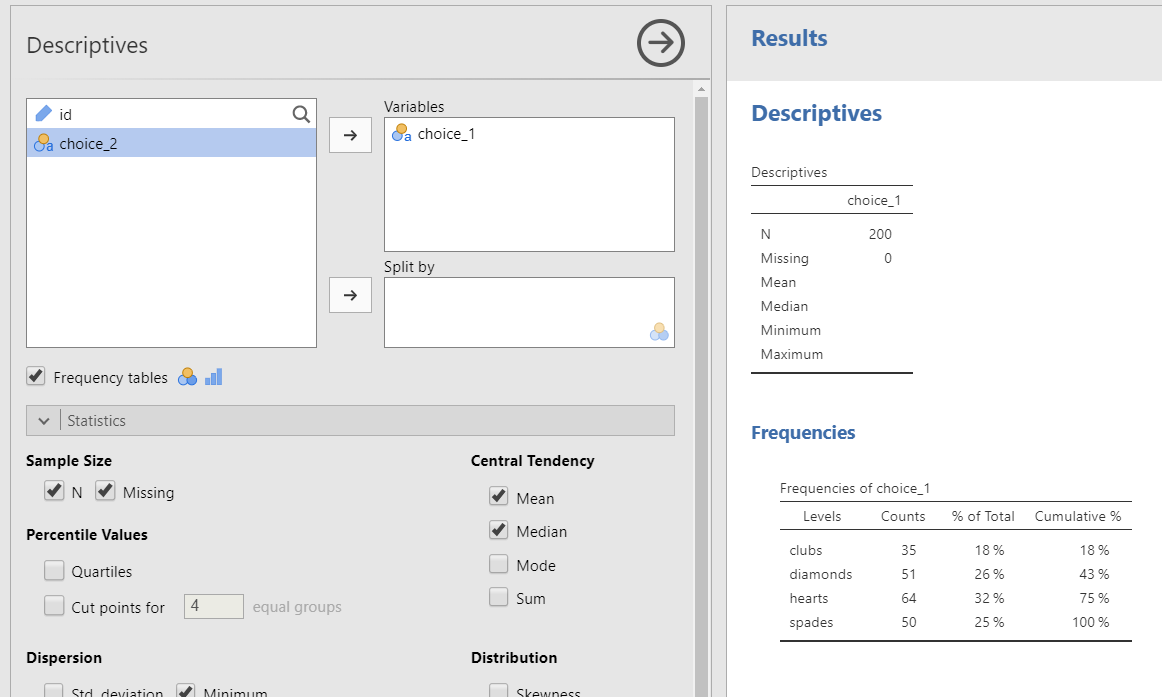 Descriptives
id
choice_2
Variables
choice_1
Split by
Frequency tables
Statistics
Sample Size
N Missing
Percentile Values
Quartiles
Cut points for 4 equal groups
Dispersion
Std. deviation Minimum
Central Tendency
Mean
Median
Mode
Sum
Distribution
Skewness
Results
Descriptives
Descriptives
choice_1
N 200
Missing 0
Mean
Median
Minimum
Maximum
Frequencies
Frequencies of choice_1
Levels Counts % of Total Cumulative %
clubs 35 18 % 18 %
diamonds 51 26 % 43 %
hearts 64 32 % 75 %
spades 50 25 % 100 %